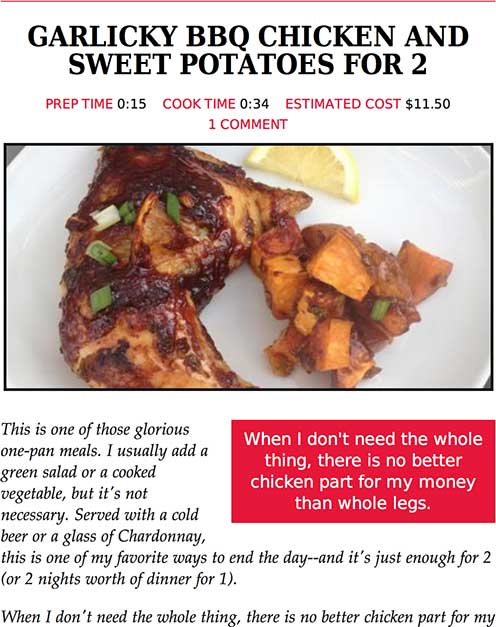 GARLICKY BBQ CHICKEN AND
SWEET POTATOES FOR 2
PREP TIME 0:15 COOK TIME 0:34 ESTIMATED COST $11.50
1 COMMENT
This is one of those glorious
one-pan meals. I usually add a
green salad or a cooked
vegetable, but it's not
necessary. Served with a cold
beer or a glass of Chardonnay,
this is one of my favorite ways to end the day--and it's just enough for 2
(or 2 nights worth of dinner for 1).
When I don't need the whole
thing, there is no better
chicken part for my money
than whole legs.
When I don't need the whole thing, there is no better chicken part for my